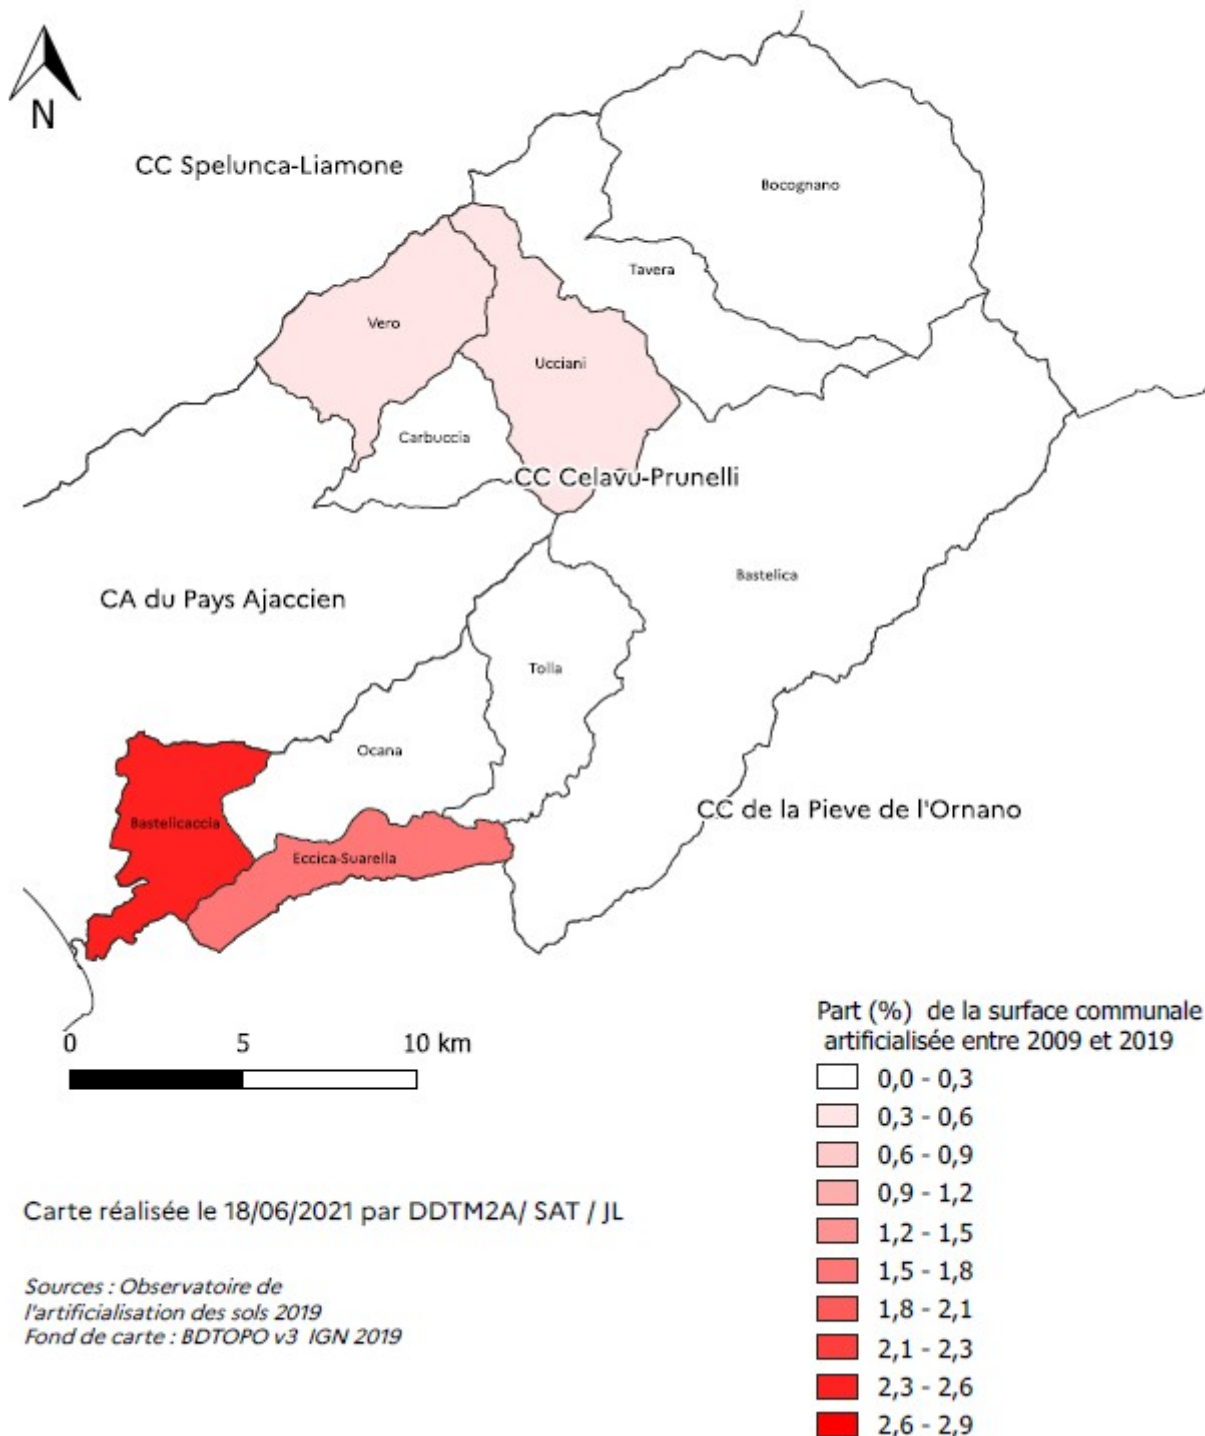 N
CC Spelunca-Liamone
Bocognano
Tavera
Vero
Ucciani
Carbuccia
CC Celavu-Prunelli
Bastelica
CA du Pays Ajaccien
Tolla
Ocana
CC de la Pieve de l'Ornano
Bastelicaccia
Eccica-Suarella
0 5 10 km
Part (%) de la surface communale
artificialisée entre 2009 et 2019
0,0 - 0,3
0,3 - 0,6
0,6 - 0,9
0,9 - 1,2
1,2 - 1,5
1,5 - 1,8
1,8 - 2,1
2,1 - 2,3
2,3 - 2,6
2,6 - 2,9
Carte réalisée le 18/06/2021 par DDTM2A/ SAT / JL
Sources : Observatoire de
l'artificialisation des sols 2019
Fond de carte : BDTOPO v3 IGN 2019